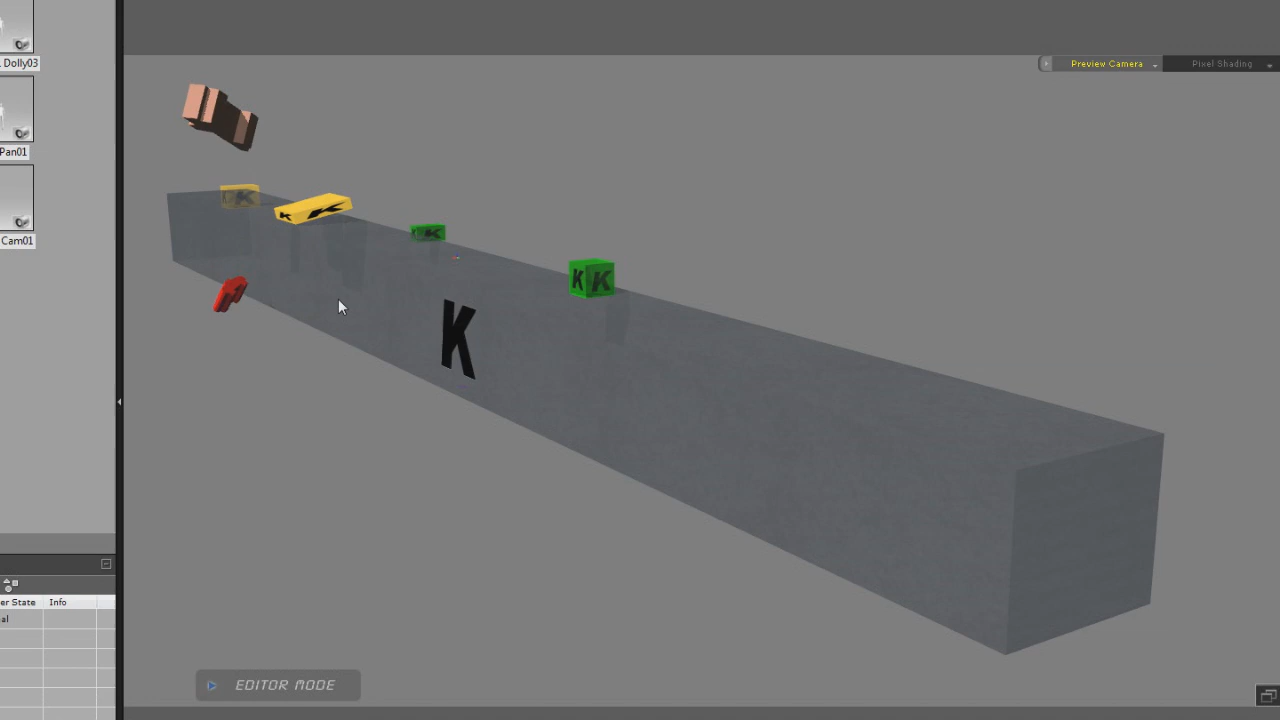 Dolly03
Preview Camera
Pixel Shading
Pan01
K
K
K
K
K
K K
K
Cam01
er State Info
al
EDITOR MODE